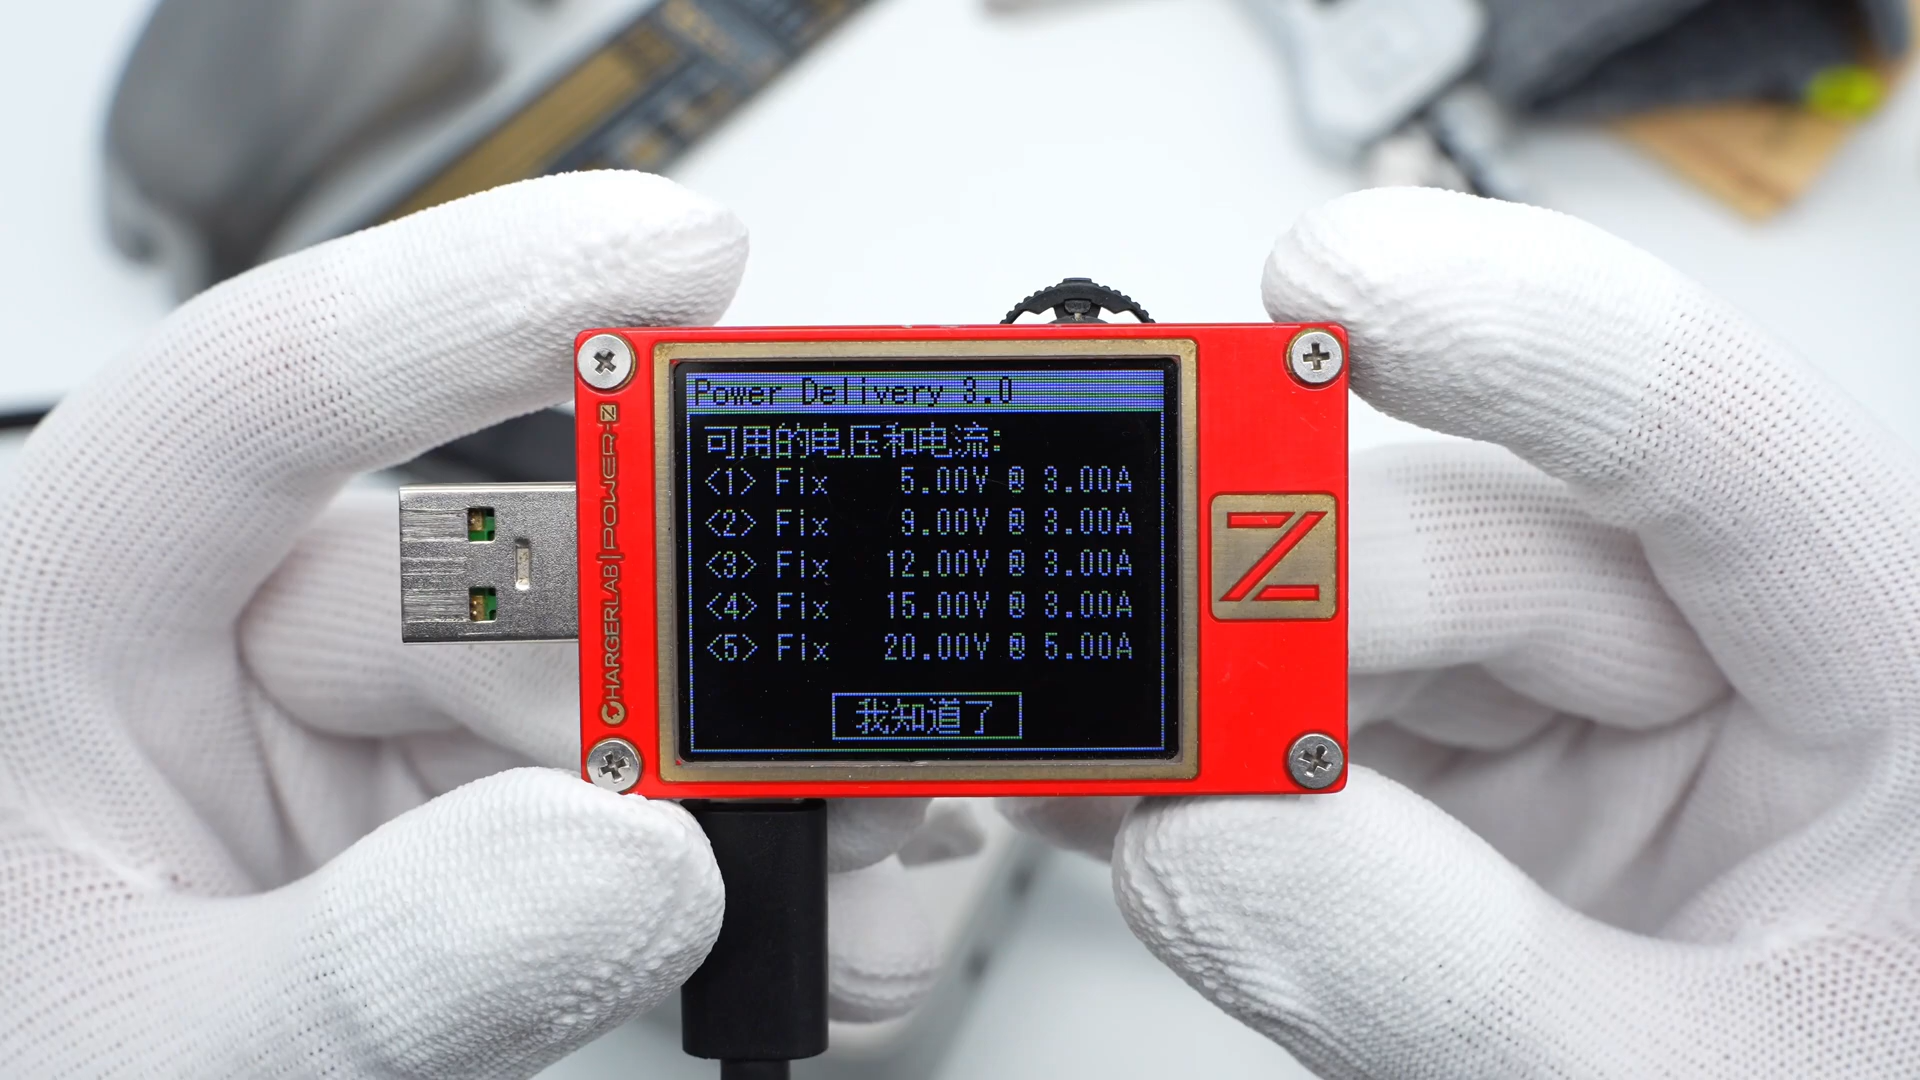 Power Delivery 3.0
可用的电压和电流:
<1> Fix 5.00V @ 3.00A
<2> Fix 9.00V @ 3.00A
<3> Fix 12.00V @ 3.00A
<4> Fix 15.00V @ 3.00A
<5> Fix 20.00V @ 5.00A
我知道了
CHARGERLAB | POWER-Z
Z